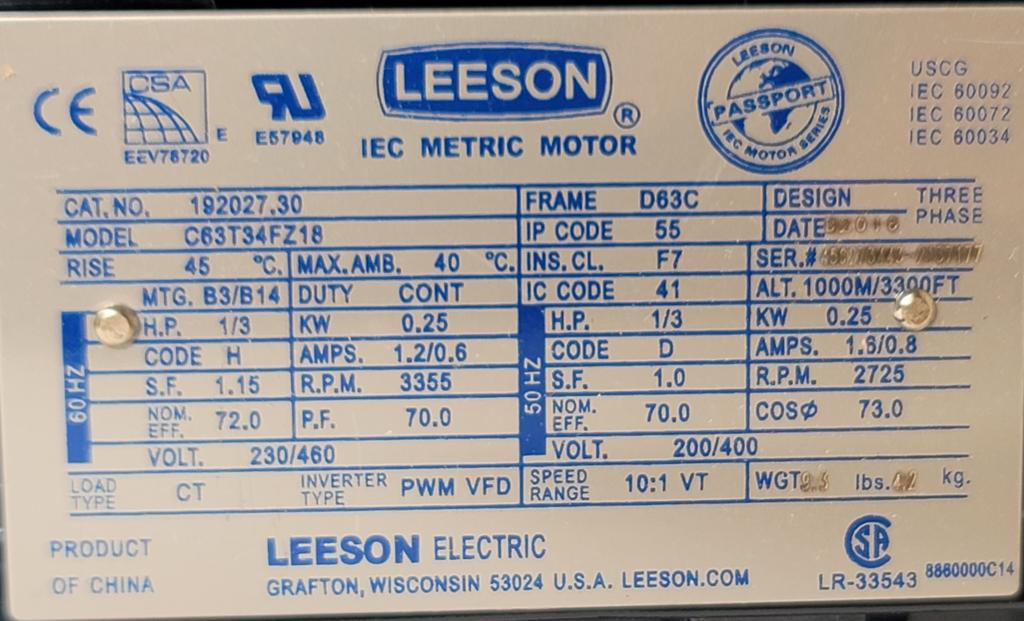 CE CSA E EEV76720
RU E57948
LEESON ®
IEC METRIC MOTOR
LEESON PASSPORT IEC MOTOR SERIES
USCG
IEC 60092
IEC 60072
IEC 60034
CAT. NO. 192027.30 FRAME D63C DESIGN THREE PHASE
MODEL C63T34FZ18 IP CODE 55 DATE
RISE 45 °C. MAX. AMB. 40 °C. INS. CL. F7 SER.#
MTG. B3/B14 DUTY CONT IC CODE 41 ALT. 1000M/3300FT
60 HZ H.P. 1/3 KW 0.25 50 HZ H.P. 1/3 KW 0.25
CODE H AMPS. 1.2/0.6 CODE D AMPS. 1.6/0.8
S.F. 1.15 R.P.M. 3355 S.F. 1.0 R.P.M. 2725
NOM. EFF. 72.0 P.F. 70.0 NOM. EFF. 70.0 COSØ 73.0
VOLT. 230/460 VOLT. 200/400
LOAD TYPE CT INVERTER TYPE PWM VFD SPEED RANGE 10:1 VT WGT lbs. kg.
PRODUCT
OF CHINA
LEESON ELECTRIC
GRAFTON, WISCONSIN 53024 U.S.A. LEESON.COM
SA
LR-33543 8860000C14